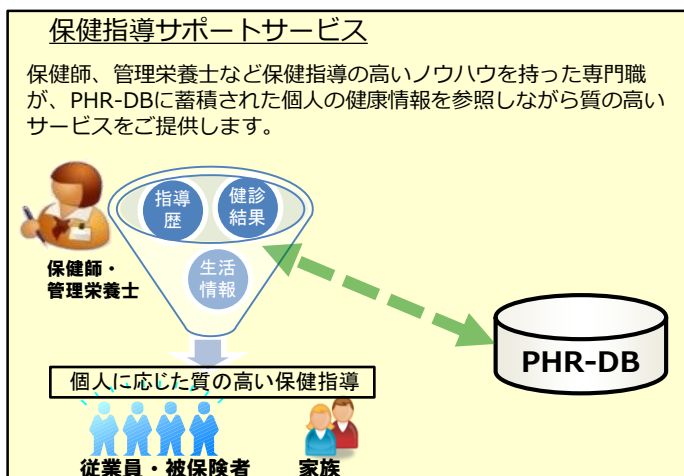 保健指導サポートサービス
保健師、管理栄養士など保健指導の高いノウハウを持った専門職
が、PHR-DBに蓄積された個人の健康情報を参照しながら質の高い
サービスをご提供します。
指導
歴
健診
結果
生活
情報
保健師・
管理栄養士
PHR-DB
個人に応じた質の高い保健指導
従業員・被保険者
家族